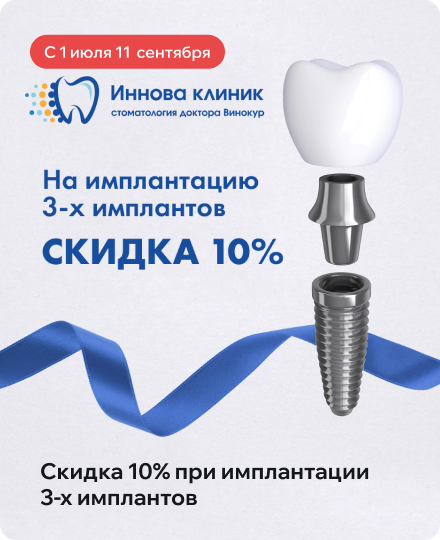 С 1 июля 11 сентября
Иннова клиник
стоматология доктора Винокур
На имплантацию
3-х имплантов
СКИДКА 10%
Скидка 10% при имплантации
3-х имплантов